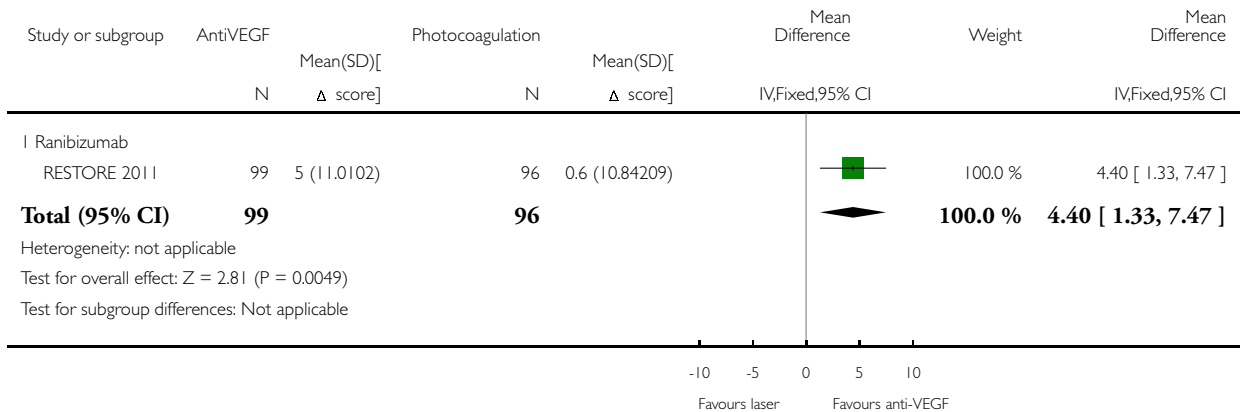 Study or subgroup AntiVEGF Photocoagulation Mean Difference Weight Mean Difference
Mean(SD)[ Mean(SD)[
N Δ score] N Δ score] IV,Fixed,95% CI IV,Fixed,95% CI
1 Ranibizumab
RESTORE 2011 99 5 (11.0102) 96 0.6 (10.84209) 100.0 % 4.40 [ 1.33, 7.47 ]
Total (95% CI) 99 96 100.0 % 4.40 [ 1.33, 7.47 ]
Heterogeneity: not applicable
Test for overall effect: Z = 2.81 (P = 0.0049)
Test for subgroup differences: Not applicable
-10 -5 0 5 10
Favours laser Favours anti-VEGF